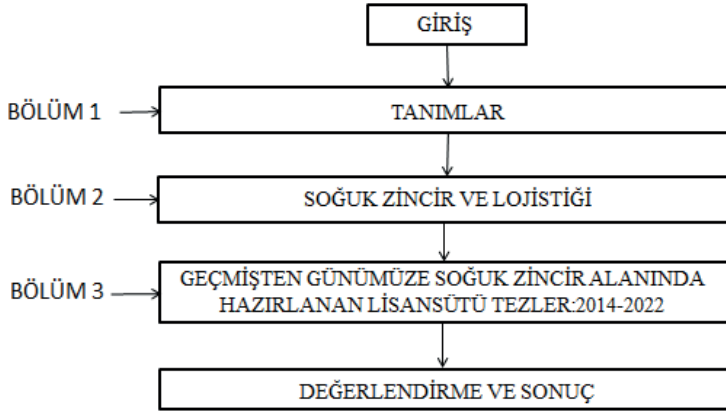 GİRİŞ
BÖLÜM 1
TANIMLAR
BÖLÜM 2
SOĞUK ZİNCİR VE LOJİSTİĞİ
BÖLÜM 3
GEÇMİŞTEN GÜNÜMÜZE SOĞUK ZİNCİR ALANINDA
HAZIRLANAN LİSANSÜTÜ TEZLER:2014-2022
DEĞERLENDİRME VE SONUÇ